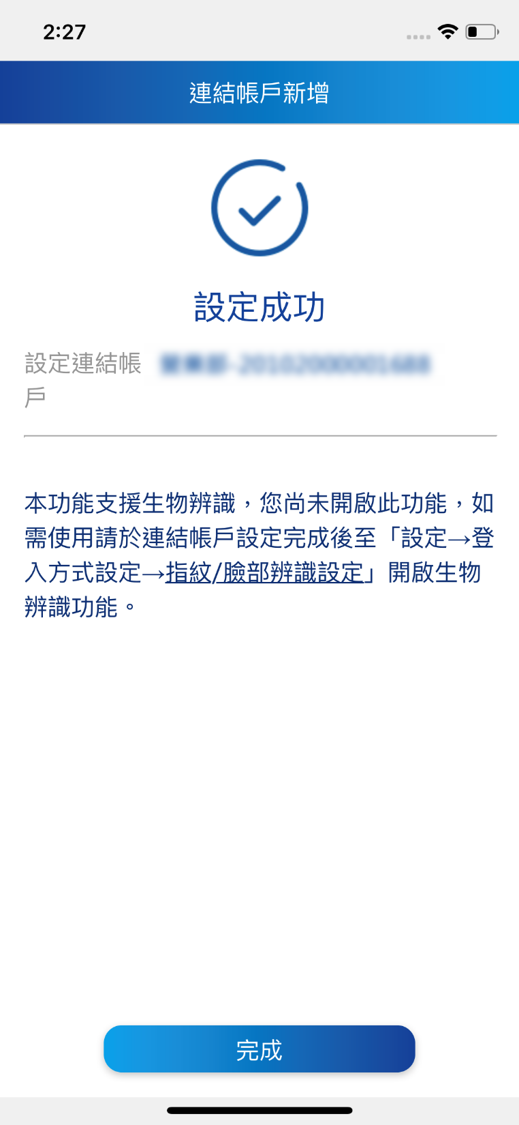 2:27
連結帳戶新增
設定成功
設定連結帳
戶
本功能支援生物辨識，您尚未開啟此功能，如
需使用請於連結帳戶設定完成後至「設定→登
入方式設定→指紋/臉部辨識設定」開啟生物
辨識功能。
完成